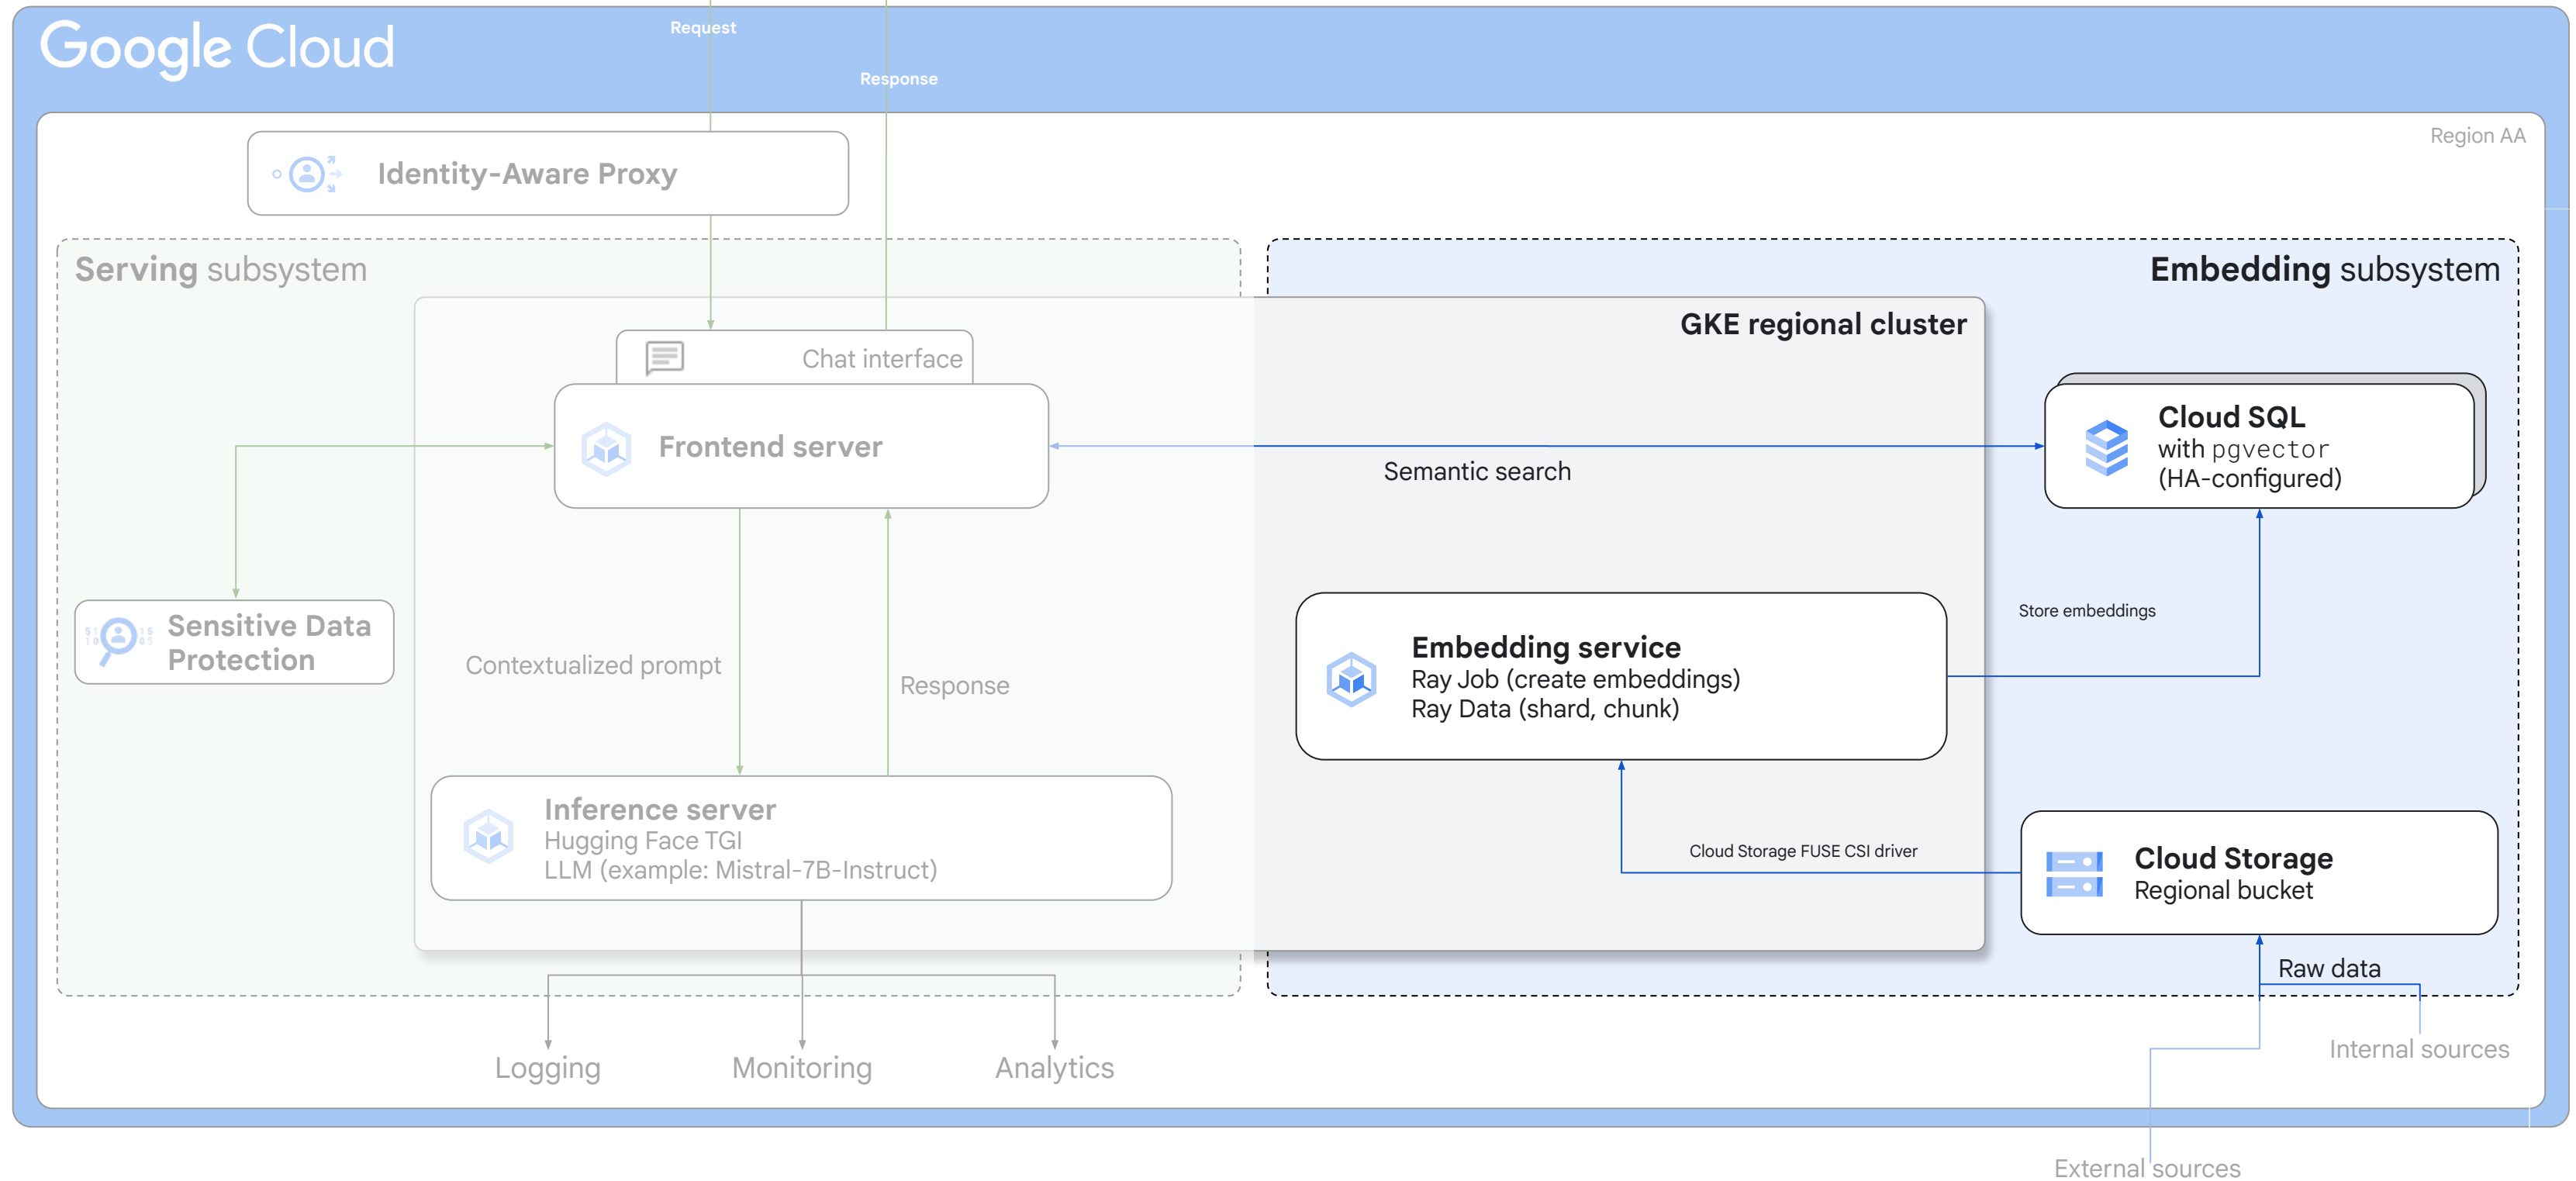 Google Cloud
Request
Response
Region AA
Identity-Aware Proxy
Serving subsystem
Embedding subsystem
GKE regional cluster
Chat interface
Frontend server
Semantic search
Cloud SQL
with pgvector
(HA-configured)
Sensitive Data
Protection
Contextualized prompt
Response
Embedding service
Ray Job (create embeddings)
Ray Data (shard, chunk)
Store embeddings
Inference server
Hugging Face TGI
LLM (example: Mistral-7B-Instruct)
Cloud Storage FUSE CSI driver
Cloud Storage
Regional bucket
Raw data
Logging
Monitoring
Analytics
Internal sources
External sources